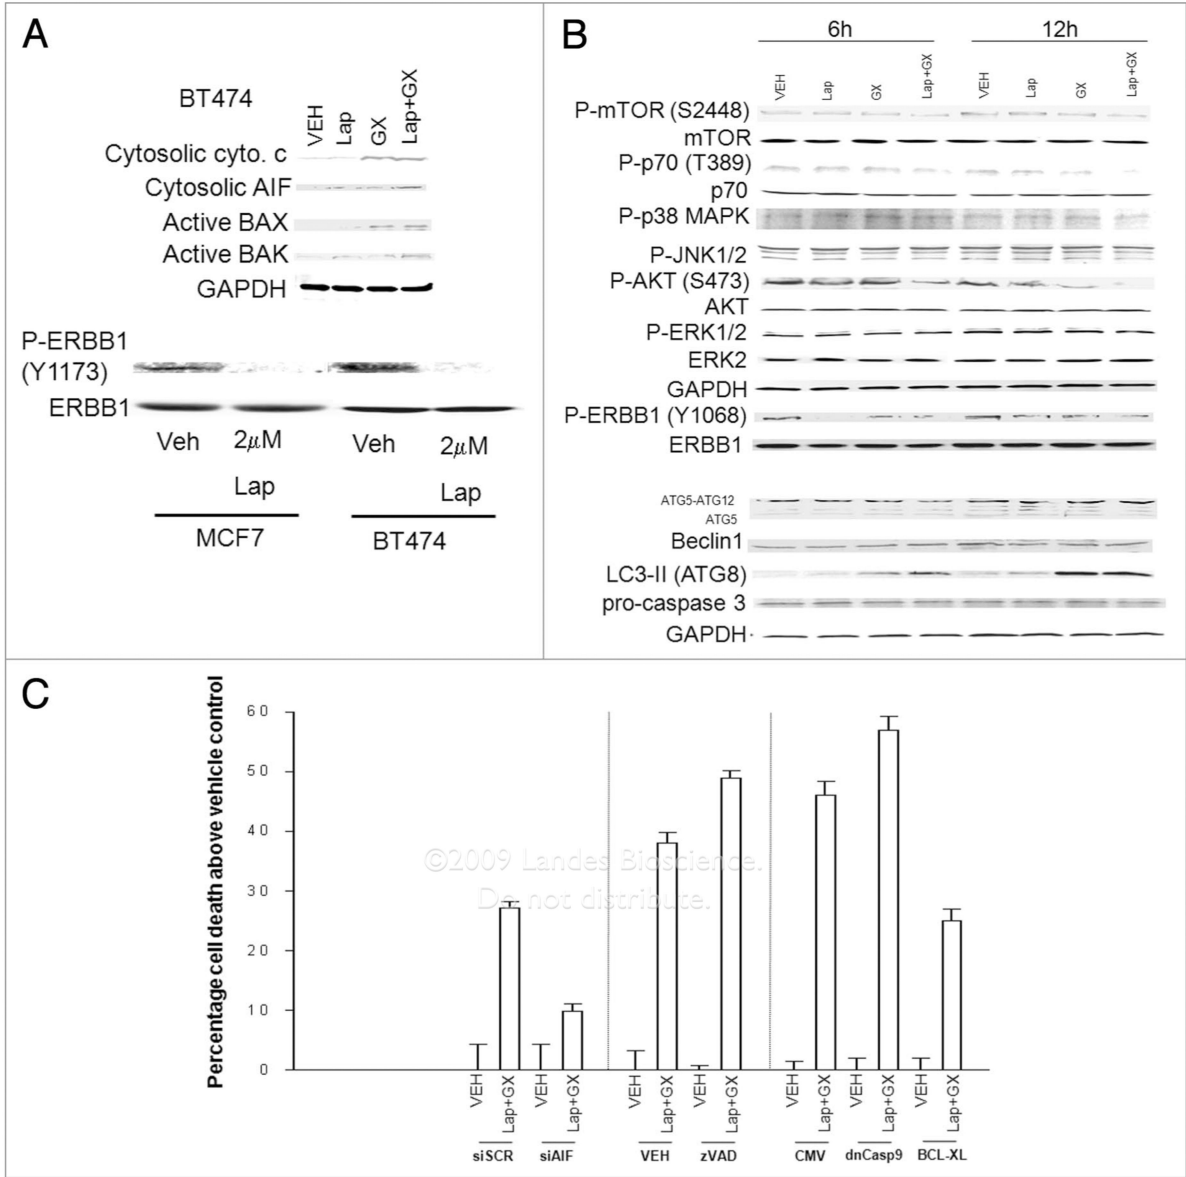 A
BT474
VEH
Lap
GX
Lap+GX
Cytosolic cyto. c
Cytosolic AIF
Active BAX
Active BAK
GAPDH
P-ERBB1
(Y1173)
ERBB1
Veh
2μM
Lap
Veh
2μM
Lap
MCF7
BT474
B
6h
12h
VEH
Lap
GX
Lap+GX
VEH
Lap
GX
Lap+GX
P-mTOR (S2448)
mTOR
P-p70 (T389)
p70
P-p38 MAPK
P-JNK1/2
P-AKT (S473)
AKT
P-ERK1/2
ERK2
GAPDH
P-ERBB1 (Y1068)
ERBB1
ATG5-ATG12
ATG5
Beclin1
LC3-II (ATG8)
pro-caspase 3
GAPDH
C
Percentage cell death above vehicle control
60
50
40
30
20
10
0
©2009 Landes Bioscience.
Do not distribute.
VEH
Lap+GX
VEH
Lap+GX
VEH
Lap+GX
VEH
Lap+GX
VEH
Lap+GX
VEH
Lap+GX
VEH
Lap+GX
siSCR
siAIF
VEH
zVAD
CMV
dnCasp9
BCL-XL